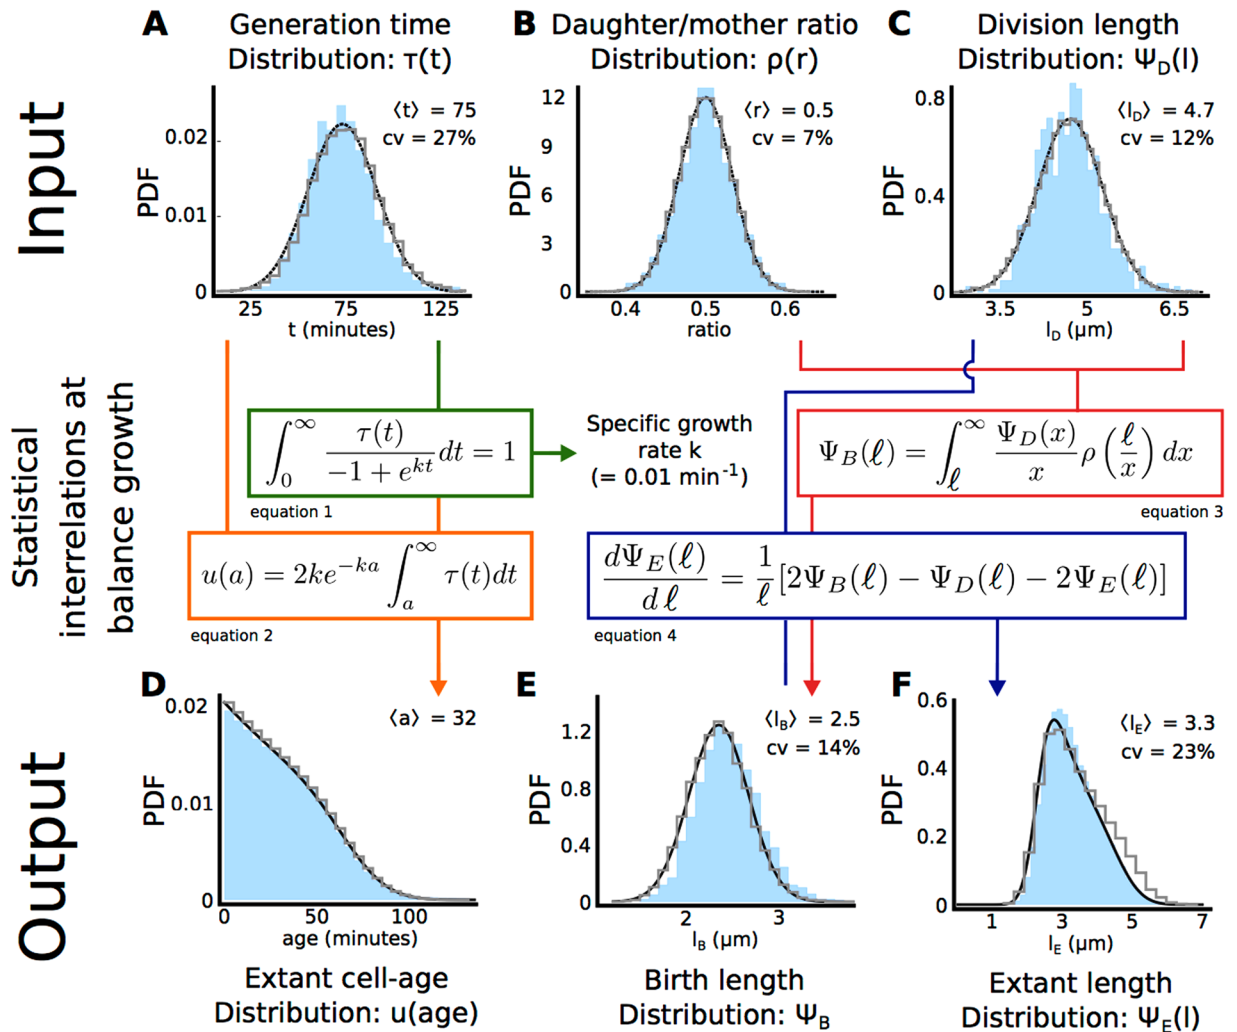 A
Generation time
Distribution: τ(t)
B
Daughter/mother ratio
Distribution: ρ(r)
C
Division length
Distribution: Ψ_D(l)
Input
PDF
0.02
0.01
0
25 75 125
t (minutes)
⟨t⟩ = 75
cv = 27%
PDF
12
9
6
3
0
0.4 0.5 0.6
ratio
⟨r⟩ = 0.5
cv = 7%
PDF
0.8
0.4
0
3.5 5 6.5
l_D (µm)
⟨l_D⟩ = 4.7
cv = 12%
Statistical
interrelations at
balance growth
∫_0^∞ τ(t)/(-1 + e^{kt}) dt = 1
equation 1
Specific growth
rate k
(= 0.01 min⁻¹)
Ψ_B(ℓ) = ∫_ℓ^∞ Ψ_D(x)/x ρ(ℓ/x) dx
equation 3
u(a) = 2ke^{-ka} ∫_a^∞ τ(t)dt
equation 2
dΨ_E(ℓ)/dℓ = 1/ℓ [2Ψ_B(ℓ) − Ψ_D(ℓ) − 2Ψ_E(ℓ)]
equation 4
Output
D
PDF
0.02
0.01
0
0 50 100
age (minutes)
⟨a⟩ = 32
Extant cell-age
Distribution: u(age)
E
PDF
1.2
0.8
0.4
0
2 3
l_B (µm)
⟨l_B⟩ = 2.5
cv = 14%
Birth length
Distribution: Ψ_B
F
PDF
0.6
0.4
0.2
0
1 3 5 7
l_E (µm)
⟨l_E⟩ = 3.3
cv = 23%
Extant length
Distribution: Ψ_E(l)